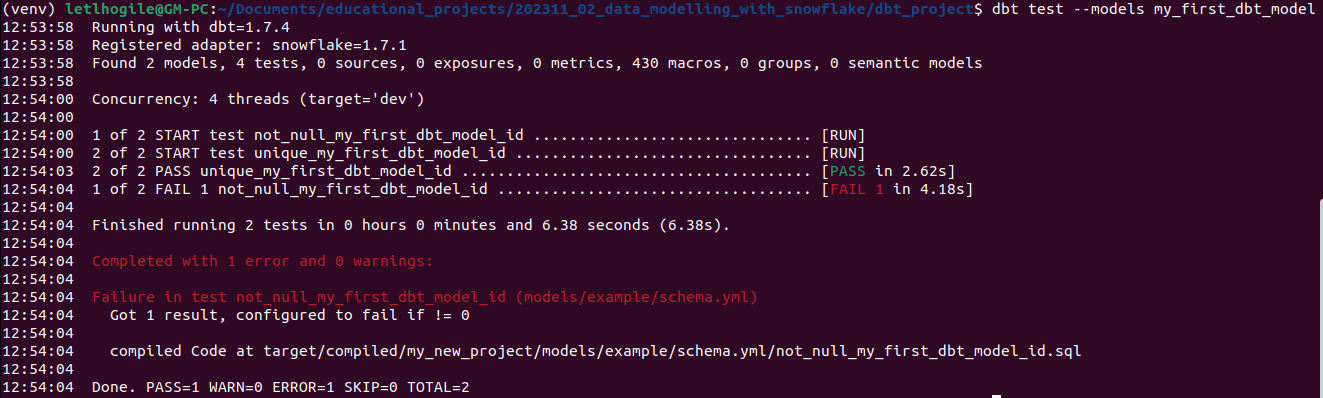 (venv) letlhogile@GM-PC:~/Documents/educational_projects/202311_02_data_modelling_with_snowflake/dbt_project$ dbt test --models my_first_dbt_model
12:53:58  Running with dbt=1.7.4
12:53:58  Registered adapter: snowflake=1.7.1
12:53:58  Found 2 models, 4 tests, 0 sources, 0 exposures, 0 metrics, 430 macros, 0 groups, 0 semantic models
12:53:58
12:54:00  Concurrency: 4 threads (target='dev')
12:54:00
12:54:00  1 of 2 START test not_null_my_first_dbt_model_id ............................... [RUN]
12:54:00  2 of 2 START test unique_my_first_dbt_model_id ................................. [RUN]
12:54:03  2 of 2 PASS unique_my_first_dbt_model_id ....................................... [PASS in 2.62s]
12:54:04  1 of 2 FAIL 1 not_null_my_first_dbt_model_id ................................... [FAIL 1 in 4.18s]
12:54:04
12:54:04  Finished running 2 tests in 0 hours 0 minutes and 6.38 seconds (6.38s).
12:54:04
12:54:04  Completed with 1 error and 0 warnings:
12:54:04
12:54:04  Failure in test not_null_my_first_dbt_model_id (models/example/schema.yml)
12:54:04    Got 1 result, configured to fail if != 0
12:54:04
12:54:04    compiled Code at target/compiled/my_new_project/models/example/schema.yml/not_null_my_first_dbt_model_id.sql
12:54:04
12:54:04  Done. PASS=1 WARN=0 ERROR=1 SKIP=0 TOTAL=2